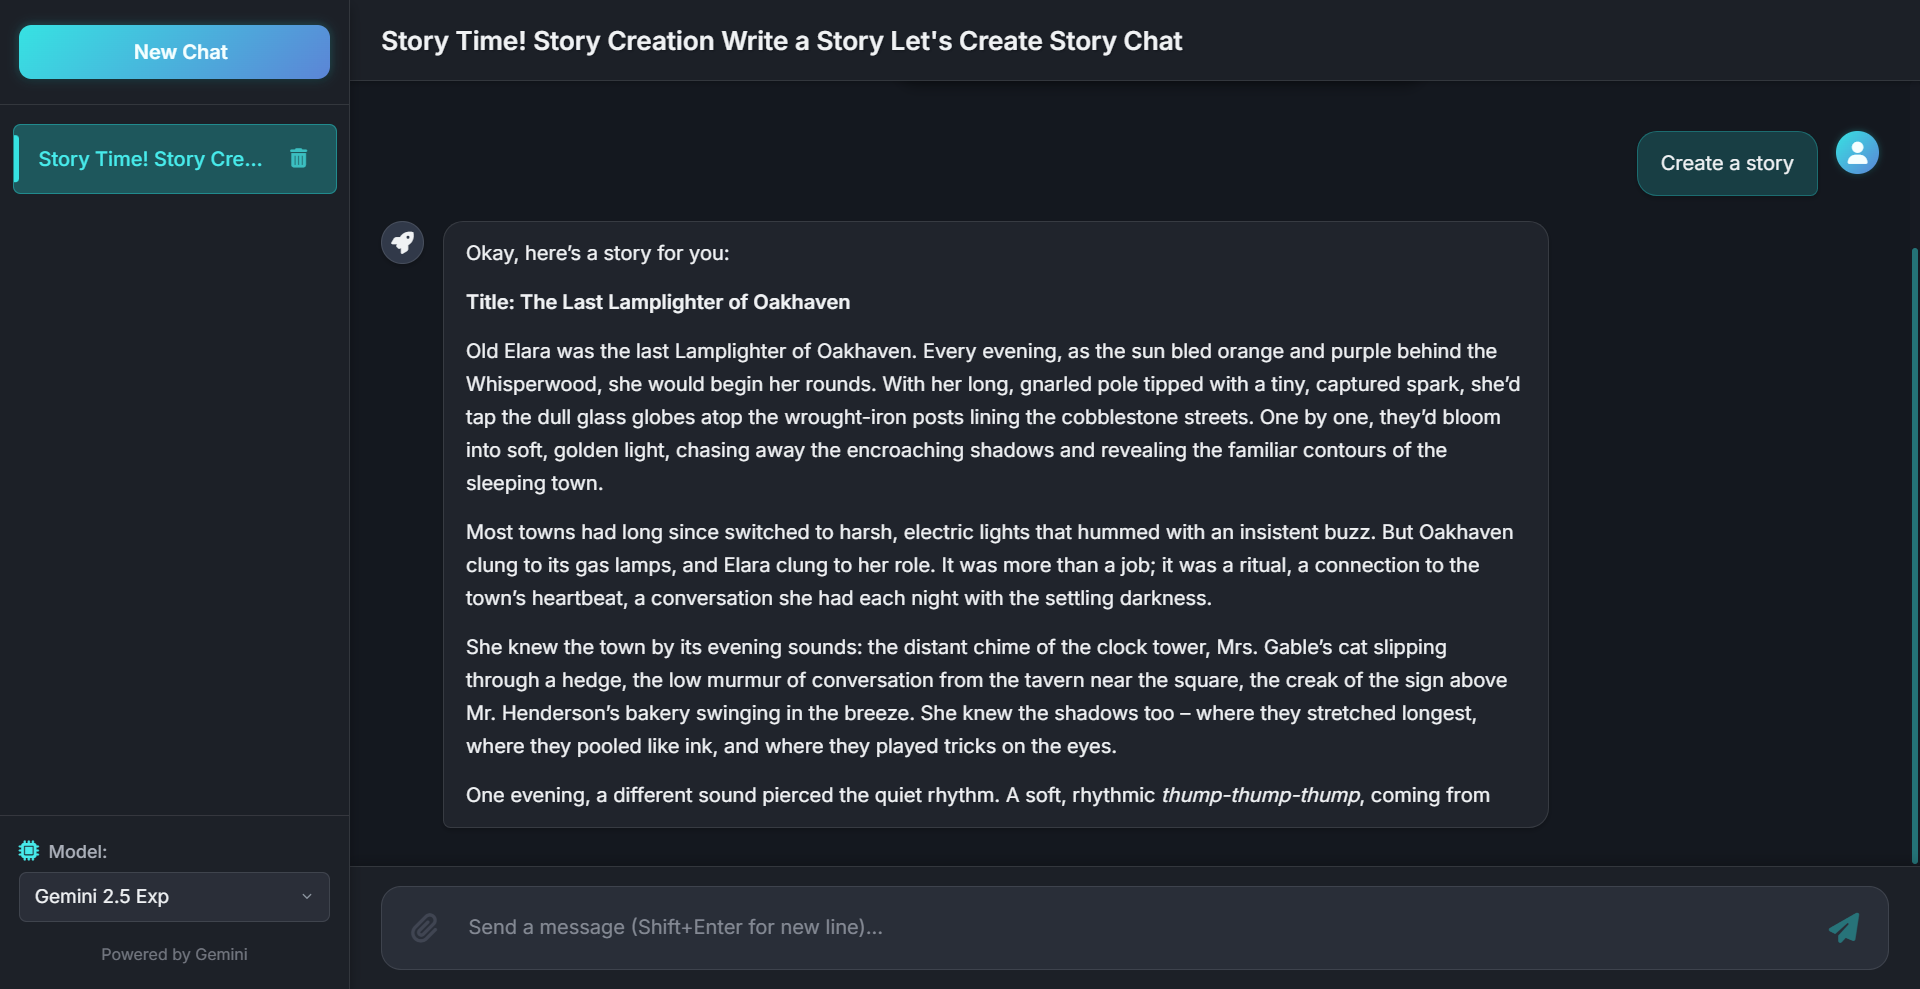 New Chat
Story Time! Story Cre...
Model:
Gemini 2.5 Exp
Powered by Gemini
Story Time! Story Creation Write a Story Let's Create Story Chat
Create a story
Okay, here’s a story for you:
Title: The Last Lamplighter of Oakhaven
Old Elara was the last Lamplighter of Oakhaven. Every evening, as the sun bled orange and purple behind the
Whisperwood, she would begin her rounds. With her long, gnarled pole tipped with a tiny, captured spark, she’d
tap the dull glass globes atop the wrought-iron posts lining the cobblestone streets. One by one, they’d bloom
into soft, golden light, chasing away the encroaching shadows and revealing the familiar contours of the
sleeping town.
Most towns had long since switched to harsh, electric lights that hummed with an insistent buzz. But Oakhaven
clung to its gas lamps, and Elara clung to her role. It was more than a job; it was a ritual, a connection to the
town’s heartbeat, a conversation she had each night with the settling darkness.
She knew the town by its evening sounds: the distant chime of the clock tower, Mrs. Gable’s cat slipping
through a hedge, the low murmur of conversation from the tavern near the square, the creak of the sign above
Mr. Henderson’s bakery swinging in the breeze. She knew the shadows too – where they stretched longest,
where they pooled like ink, and where they played tricks on the eyes.
One evening, a different sound pierced the quiet rhythm. A soft, rhythmic thump-thump-thump, coming from
Send a message (Shift+Enter for new line)...